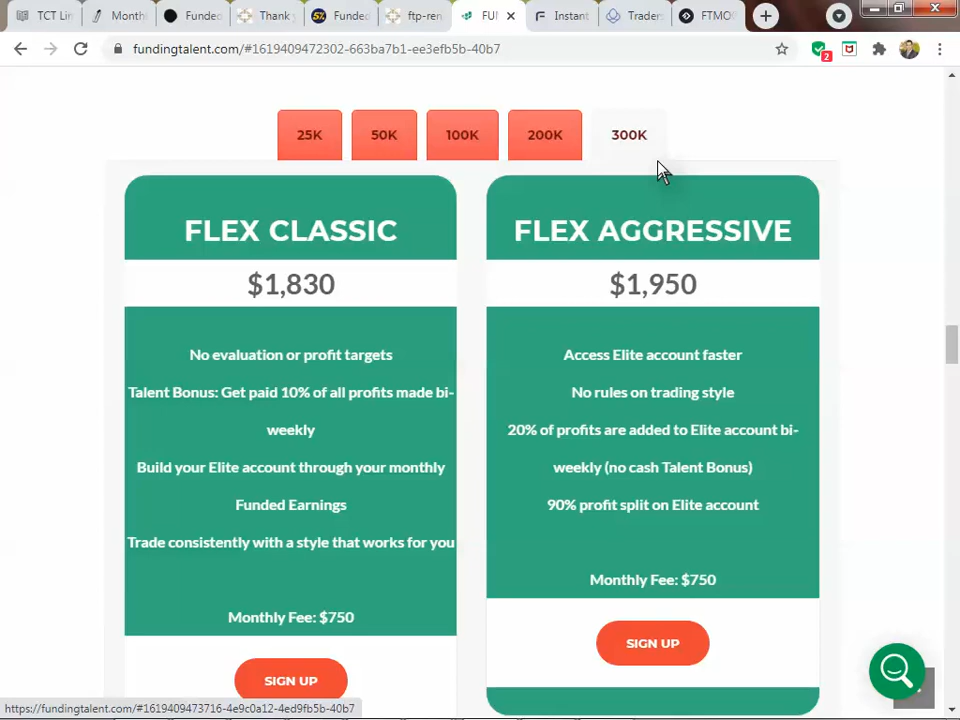 TCT Lin
Month
Funded
Thank
Funded
ftp-ren
FUN
Instant
Trader
FTMO
fundingtalent.com/#1619409472302-663ba7b1-ee3efb5b-40b7
2
25K
50K
100K
200K
300K
FLEX CLASSIC
$1,830
No evaluation or profit targets
Talent Bonus: Get paid 10% of all profits made bi-
weekly
Build your Elite account through your monthly
Funded Earnings
Trade consistently with a style that works for you
Monthly Fee: $750
SIGN UP
FLEX AGGRESSIVE
$1,950
Access Elite account faster
No rules on trading style
20% of profits are added to Elite account bi-
weekly (no cash Talent Bonus)
90% profit split on Elite account
Monthly Fee: $750
SIGN UP
https://fundingtalent.com/#1619409473716-4e9c0a12-4ed9fb5b-40b7